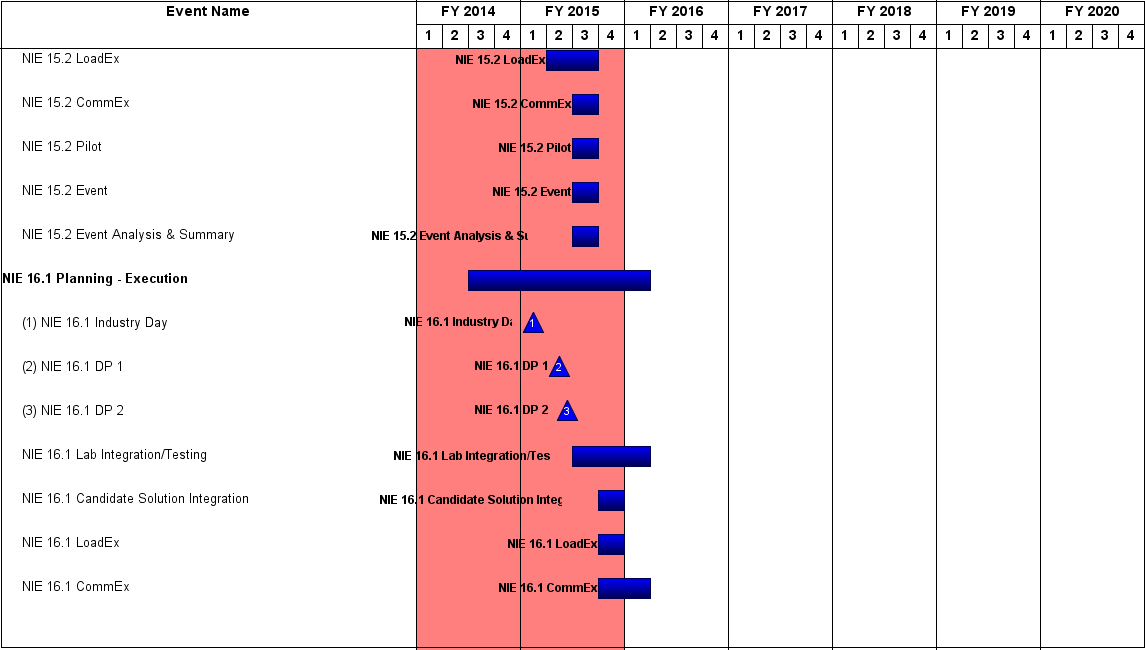 Event Name FY 2014 FY 2015 FY 2016 FY 2017 FY 2018 FY 2019 FY 2020
1 2 3 4 1 2 3 4 1 2 3 4 1 2 3 4 1 2 3 4 1 2 3 4 1 2 3 4
NIE 15.2 LoadEx NIE 15.2 LoadEx
NIE 15.2 CommEx NIE 15.2 CommEx
NIE 15.2 Pilot NIE 15.2 Pilot
NIE 15.2 Event NIE 15.2 Event
NIE 15.2 Event Analysis & Summary NIE 15.2 Event Analysis & Su
NIE 16.1 Planning - Execution
(1) NIE 16.1 Industry Day NIE 16.1 Industry Da 1
(2) NIE 16.1 DP 1 NIE 16.1 DP 1 2
(3) NIE 16.1 DP 2 NIE 16.1 DP 2 3
NIE 16.1 Lab Integration/Testing NIE 16.1 Lab Integration/Tes
NIE 16.1 Candidate Solution Integration NIE 16.1 Candidate Solution Integ
NIE 16.1 LoadEx NIE 16.1 LoadEx
NIE 16.1 CommEx NIE 16.1 CommEx